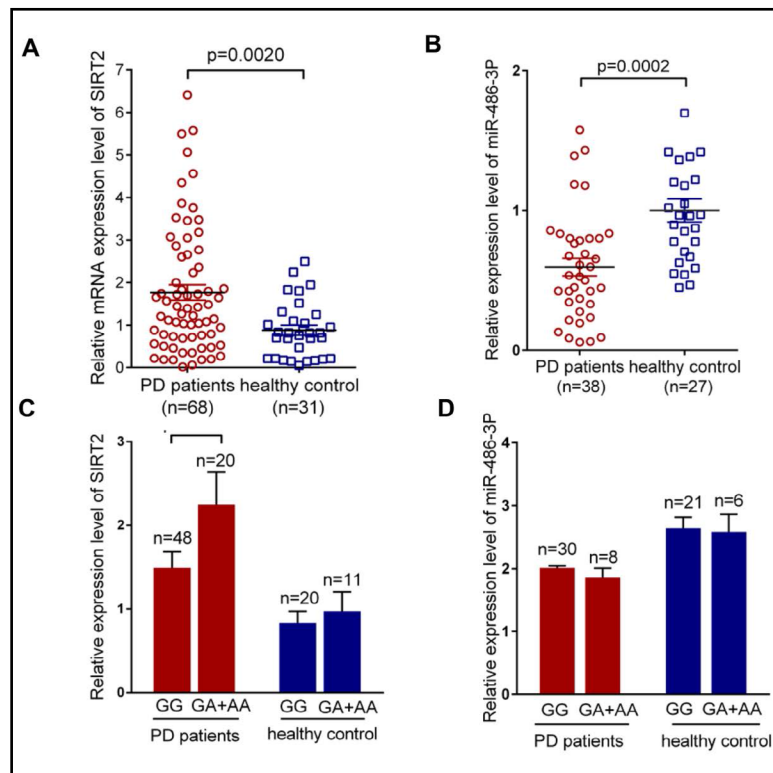 A
Relative mRNA expression level of SIRT2
p=0.0020
7
6
5
4
3
2
1
0
PD patients healthy control
(n=68) (n=31)
B
Relative expression level of miR-486-3P
p=0.0002
2
1
0
PD patients healthy control
(n=38) (n=27)
C
Relative expression level of SIRT2
3
2
1
0
n=48
n=20
n=20
n=11
GG GA+AA GG GA+AA
PD patients healthy control
D
Relative expression level of miR-486-3P
4
3
2
1
0
n=30
n=8
n=21
n=6
GG GA+AA GG GA+AA
PD patients healthy control